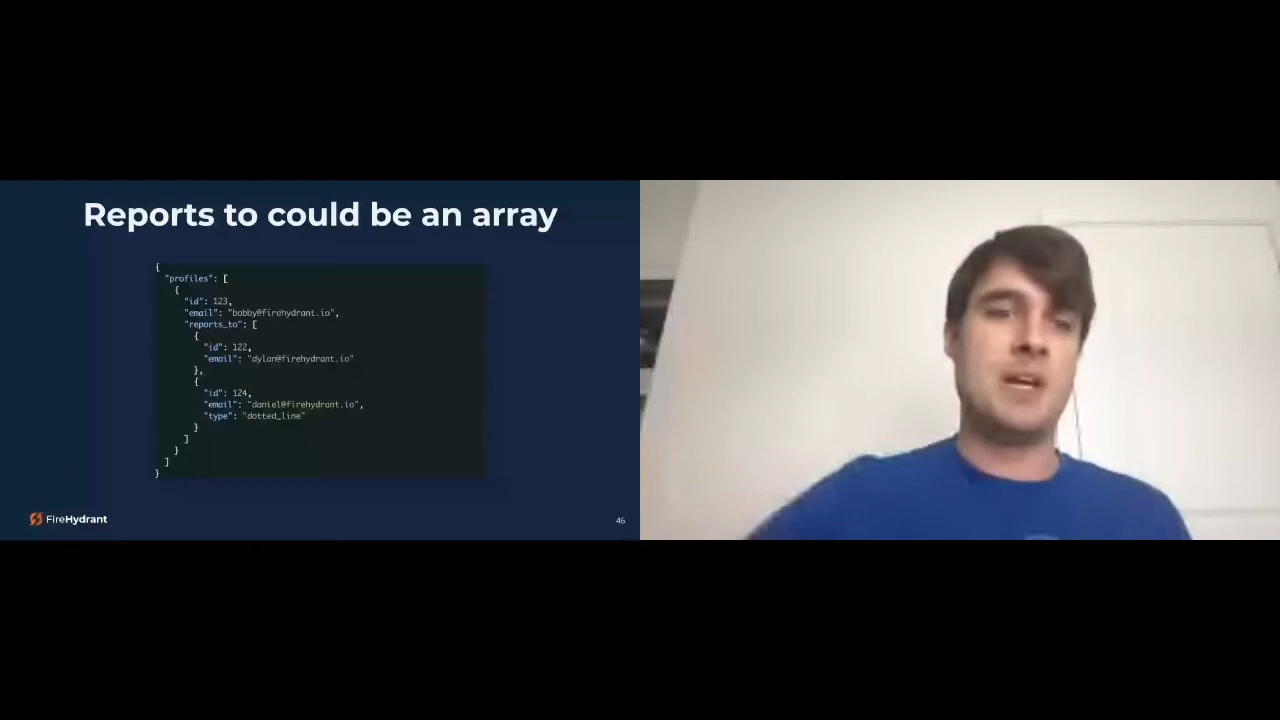 Reports to could be an array
{
"profiles": [
{
"id": 123,
"email": "bobby@firehydrant.io",
"reports_to": [
{
"id": 122,
"email": "dylan@firehydrant.io"
},
{
"id": 124,
"email": "daniel@firehydrant.io",
"type": "dotted_line"
}
]
}
]
}
FireHydrant
46